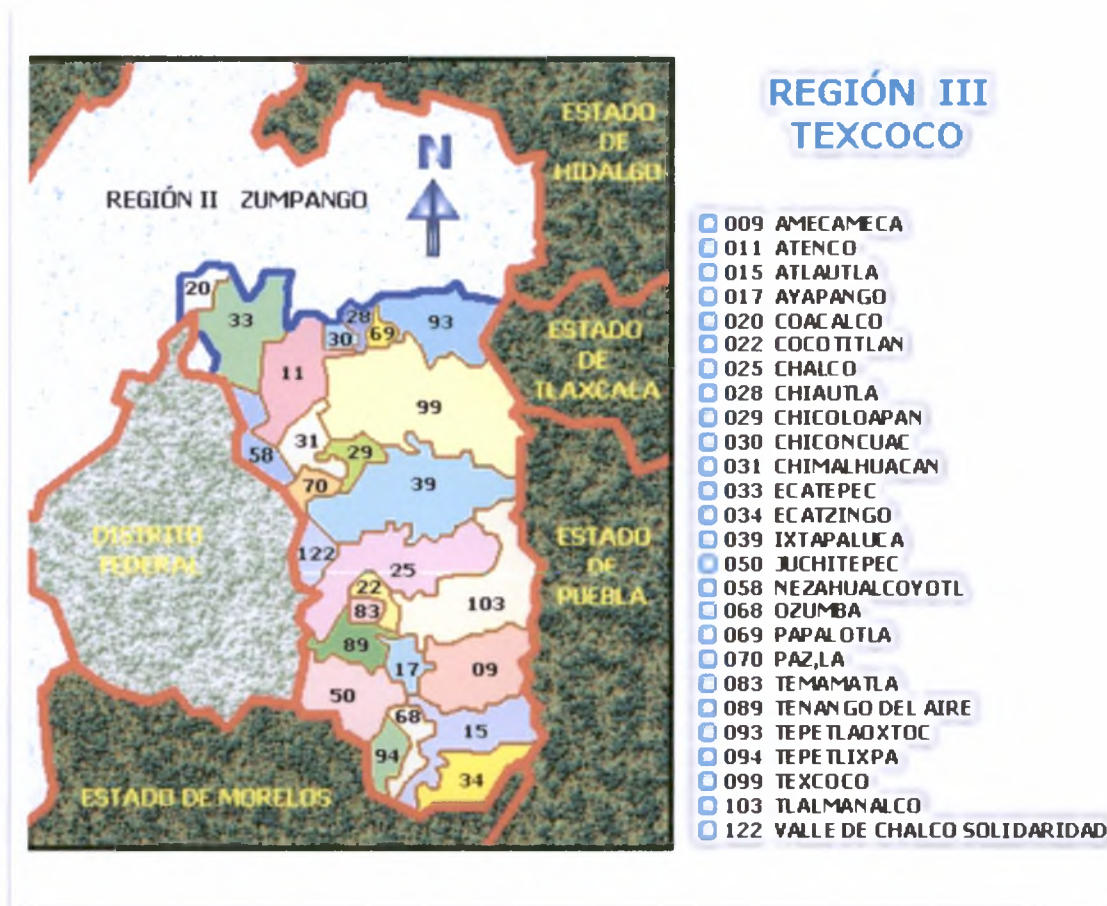 REGIÓN III
TEXCOCO
ESTADO
DE
HIDALGO
N
REGIÓN II ZUMPANGO
20
33
28
93
30
69
ESTADO
DE
TLAXCALA
11
99
31
58
29
70
39
DISTRITO
FEDERAL
ESTADO
DE
PUEBLA
122
25
22
83
103
89
17
09
50
68
15
94
34
ESTADO DE MORELOS
009 AMECAMECA
011 ATENCO
015 ATLAUTLA
017 AYAPANGO
020 COACALCO
022 COCOTITLAN
025 CHALCO
028 CHIAUTLA
029 CHICOLOAPAN
030 CHICONCUAC
031 CHIMALHUACAN
033 ECATEPEC
034 ECATZINGO
039 IXTAPALUCA
050 JUCHITEPEC
058 NEZAHUALCOYOTL
068 OZUMBA
069 PAPALOTLA
070 PAZ,LA
083 TEMAMATLA
089 TENANGO DEL AIRE
093 TEPETLAOXTOC
094 TEPETLIXPA
099 TEXCOCO
103 TLALMANALCO
122 VALLE DE CHALCO SOLIDARIDAD